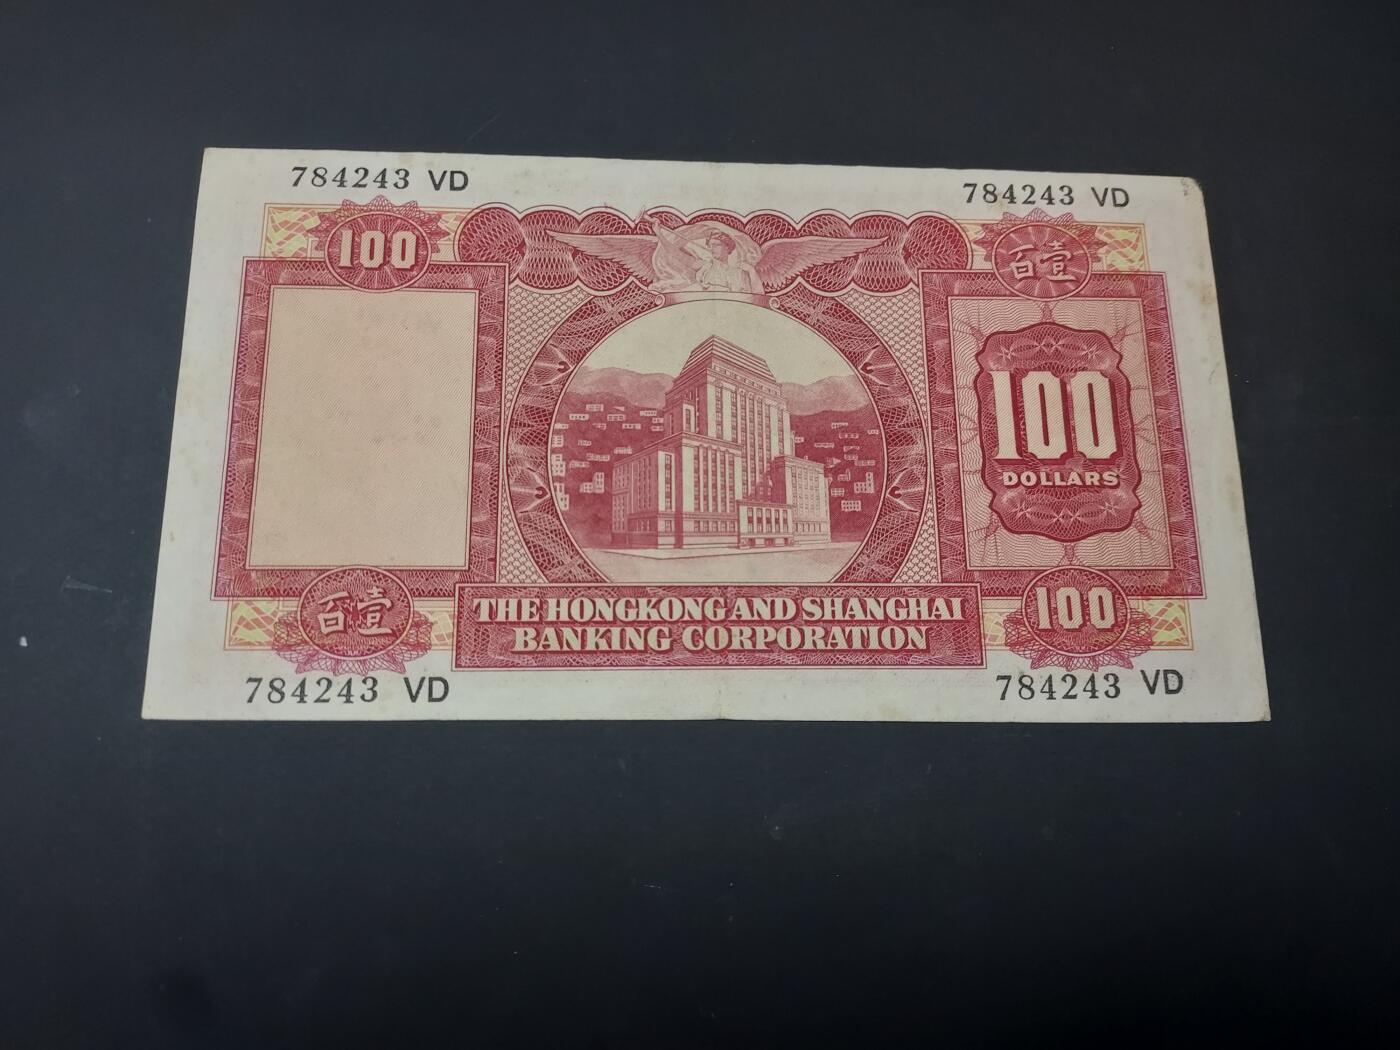 784243 VD
784243 VD
100
百壹
100
DOLLARS
百壹
THE HONGKONG AND SHANGHAI
BANKING CORPORATION
100
784243 VD
784243 VD